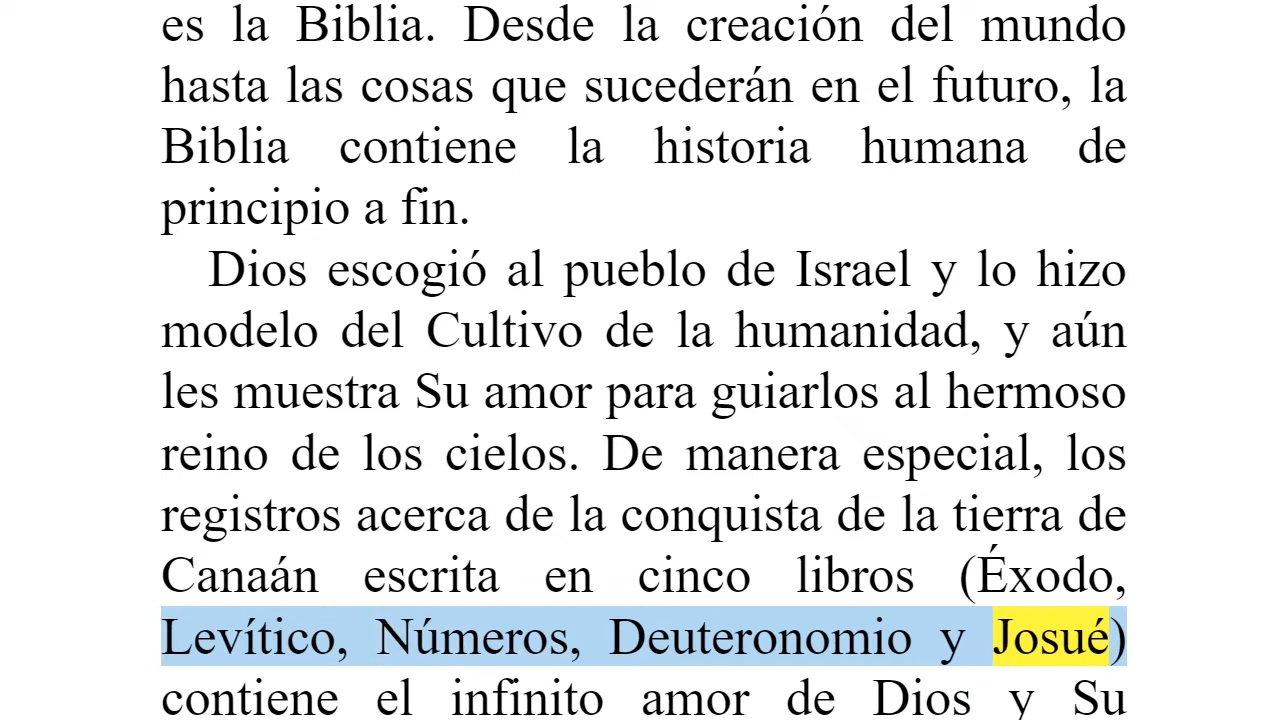 es la Biblia. Desde la creación del mundo
hasta las cosas que sucederán en el futuro, la
Biblia contiene la historia humana de
principio a fin.
Dios escogió al pueblo de Israel y lo hizo
modelo del Cultivo de la humanidad, y aún
les muestra Su amor para guiarlos al hermoso
reino de los cielos. De manera especial, los
registros acerca de la conquista de la tierra de
Canaán escrita en cinco libros (Éxodo,
Levítico, Números, Deuteronomio y Josué)
contiene el infinito amor de Dios y Su